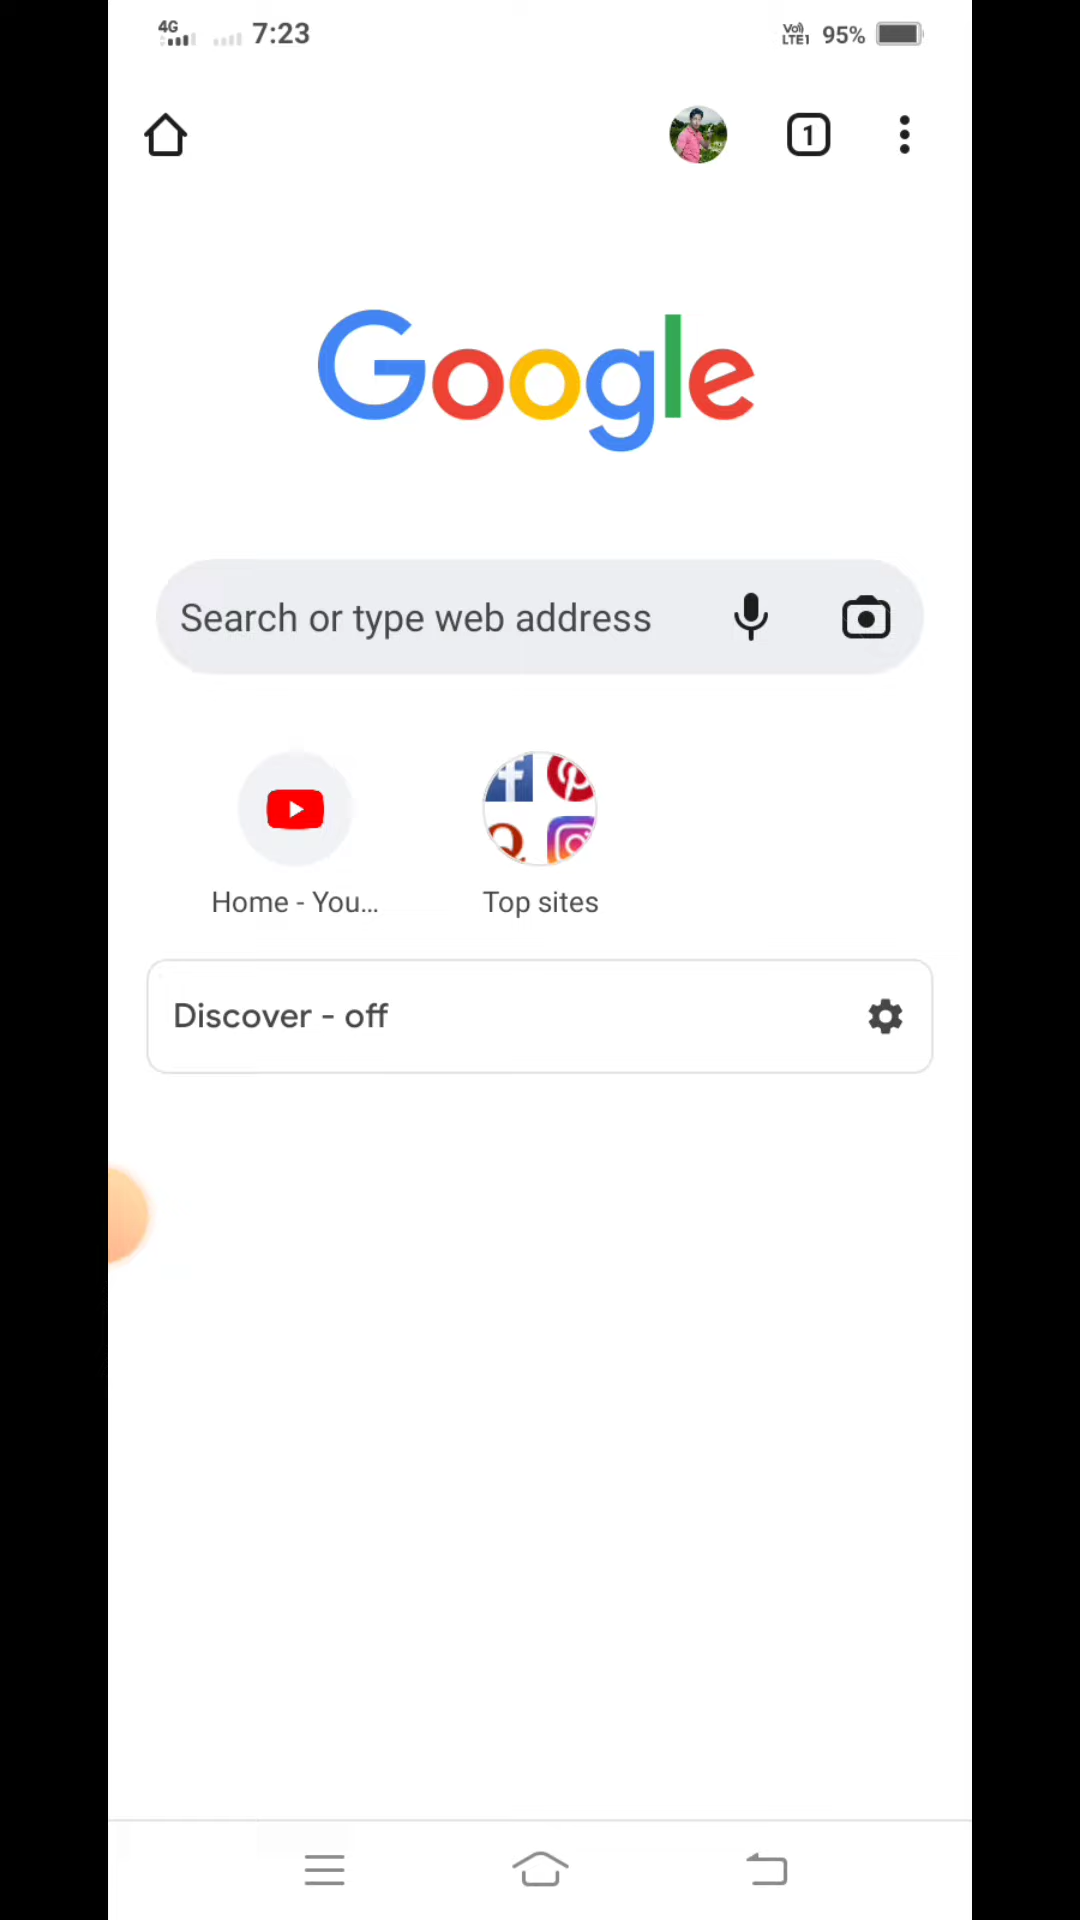 4G 7:23 Vo) LTE1 95%
1
Google
Search or type web address
Home - You...
Top sites
Discover - off